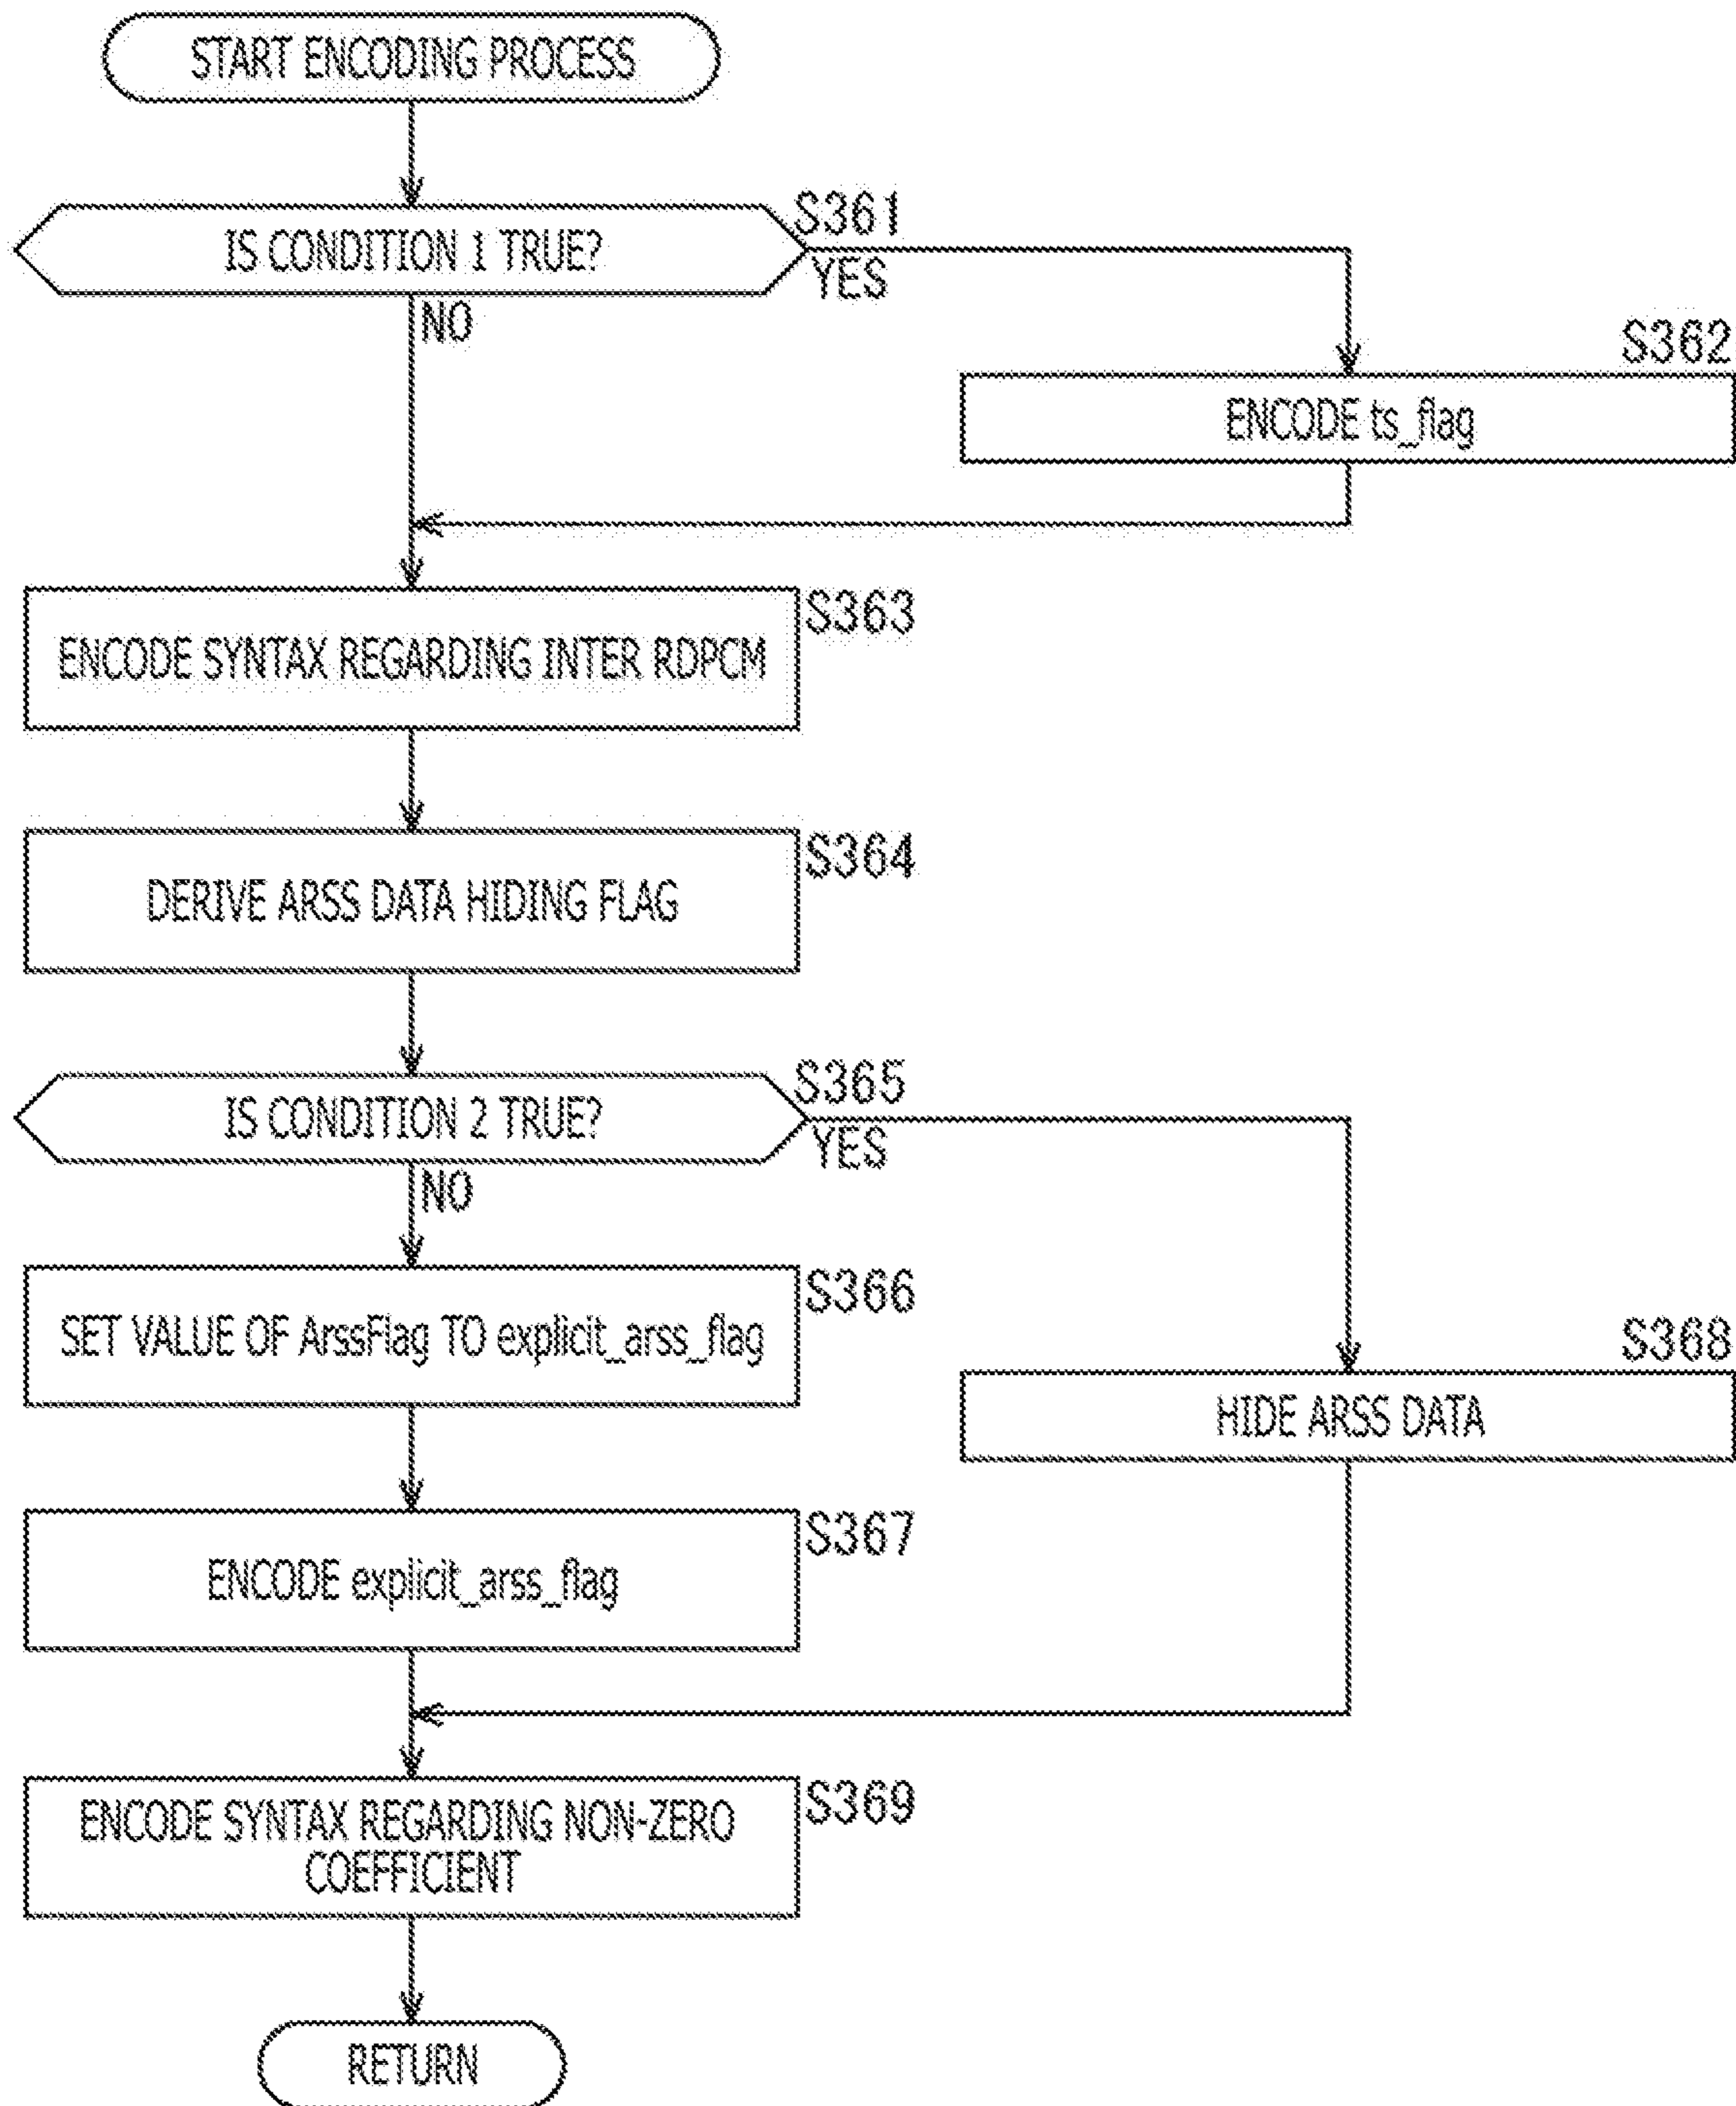 START ENCODING PROCESS
S361
IS CONDITION 1 TRUE?
YES
NO
S362
ENCODE ts_flag
S363
ENCODE SYNTAX REGARDING INTER RDPCM
S364
DERIVE ARSS DATA HIDING FLAG
S365
IS CONDITION 2 TRUE?
YES
NO
S366
SET VALUE OF ArssFlag TO explicit_arss_flag
S368
HIDE ARSS DATA
S367
ENCODE explicit_arss_flag
S369
ENCODE SYNTAX REGARDING NON-ZERO
COEFFICIENT
RETURN